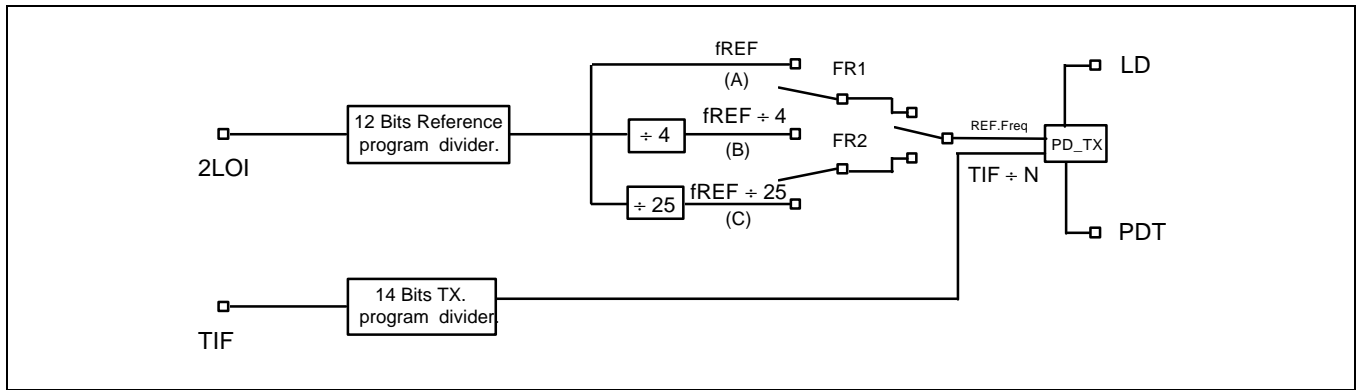 fREF
(A)
FR1
LD
12 Bits Reference
program divider.
fREF ÷ 4
÷ 4
(B)
FR2
REF.Freq
PD_TX
2LOI
TIF ÷ N
fREF ÷ 25
÷ 25
(C)
PDT
14 Bits TX.
program divider.
TIF